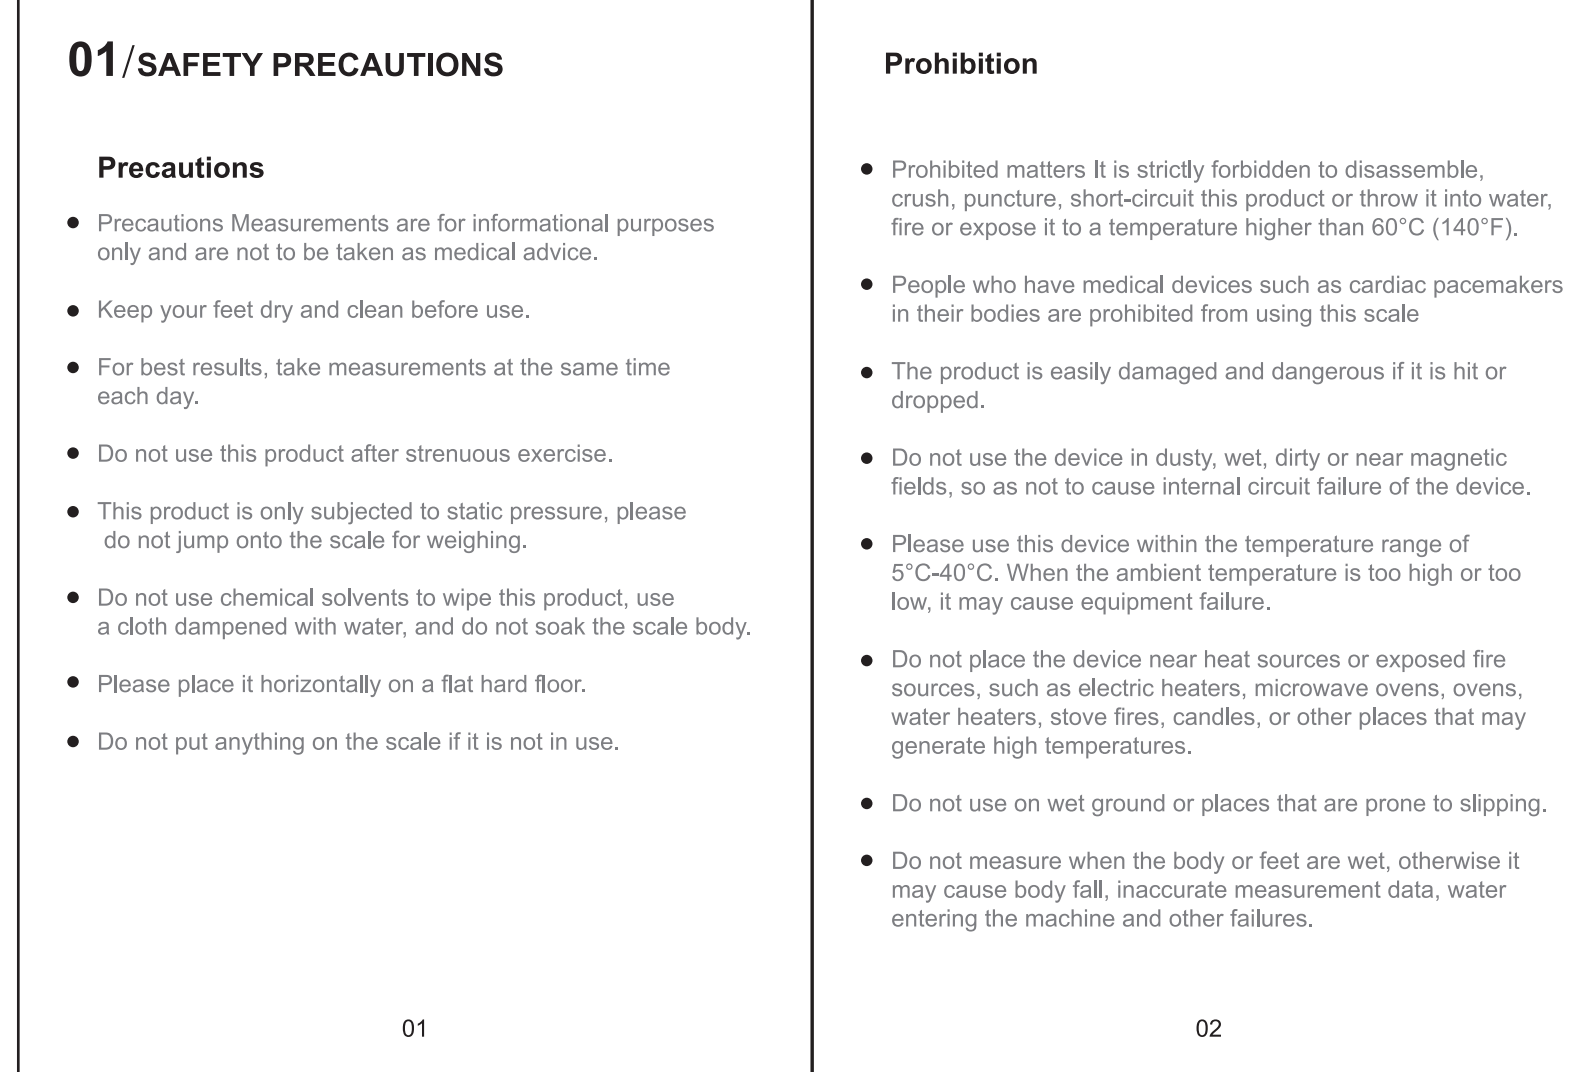 01/SAFETY PRECAUTIONS
Precautions
● Precautions Measurements are for informational purposes
only and are not to be taken as medical advice.
● Keep your feet dry and clean before use.
● For best results, take measurements at the same time
each day.
● Do not use this product after strenuous exercise.
● This product is only subjected to static pressure, please
do not jump onto the scale for weighing.
● Do not use chemical solvents to wipe this product, use
a cloth dampened with water, and do not soak the scale body.
● Please place it horizontally on a flat hard floor.
● Do not put anything on the scale if it is not in use.
01
Prohibition
● Prohibited matters It is strictly forbidden to disassemble,
crush, puncture, short-circuit this product or throw it into water,
fire or expose it to a temperature higher than 60°C (140°F).
● People who have medical devices such as cardiac pacemakers
in their bodies are prohibited from using this scale
● The product is easily damaged and dangerous if it is hit or
dropped.
● Do not use the device in dusty, wet, dirty or near magnetic
fields, so as not to cause internal circuit failure of the device.
● Please use this device within the temperature range of
5°C-40°C. When the ambient temperature is too high or too
low, it may cause equipment failure.
● Do not place the device near heat sources or exposed fire
sources, such as electric heaters, microwave ovens, ovens,
water heaters, stove fires, candles, or other places that may
generate high temperatures.
● Do not use on wet ground or places that are prone to slipping.
● Do not measure when the body or feet are wet, otherwise it
may cause body fall, inaccurate measurement data, water
entering the machine and other failures.
02